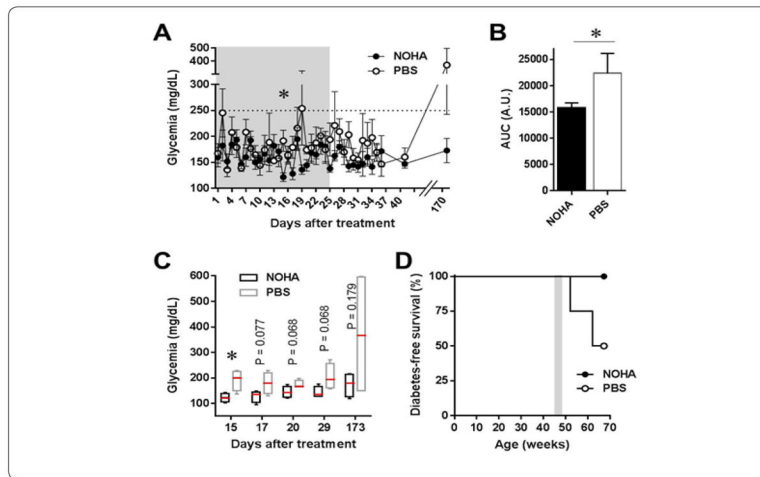 A
500
400
300
250
200
150
100
Glycemia (mg/dL)
NOHA
PBS
*
1 4 7 10 13 16 19 22 25 28 31 34 37 40 170
Days after treatment
B
*
25000
20000
15000
10000
5000
0
AUC (A.U.)
NOHA PBS
C
600
500
400
300
200
100
Glycemia (mg/dL)
NOHA
PBS
*
P = 0.077
P = 0.068
P = 0.068
P = 0.179
15 17 20 29 173
Days after treatment
D
100
75
50
25
0
Diabetes-free survival (%)
NOHA
PBS
0 10 20 30 40 50 60 70
Age (weeks)